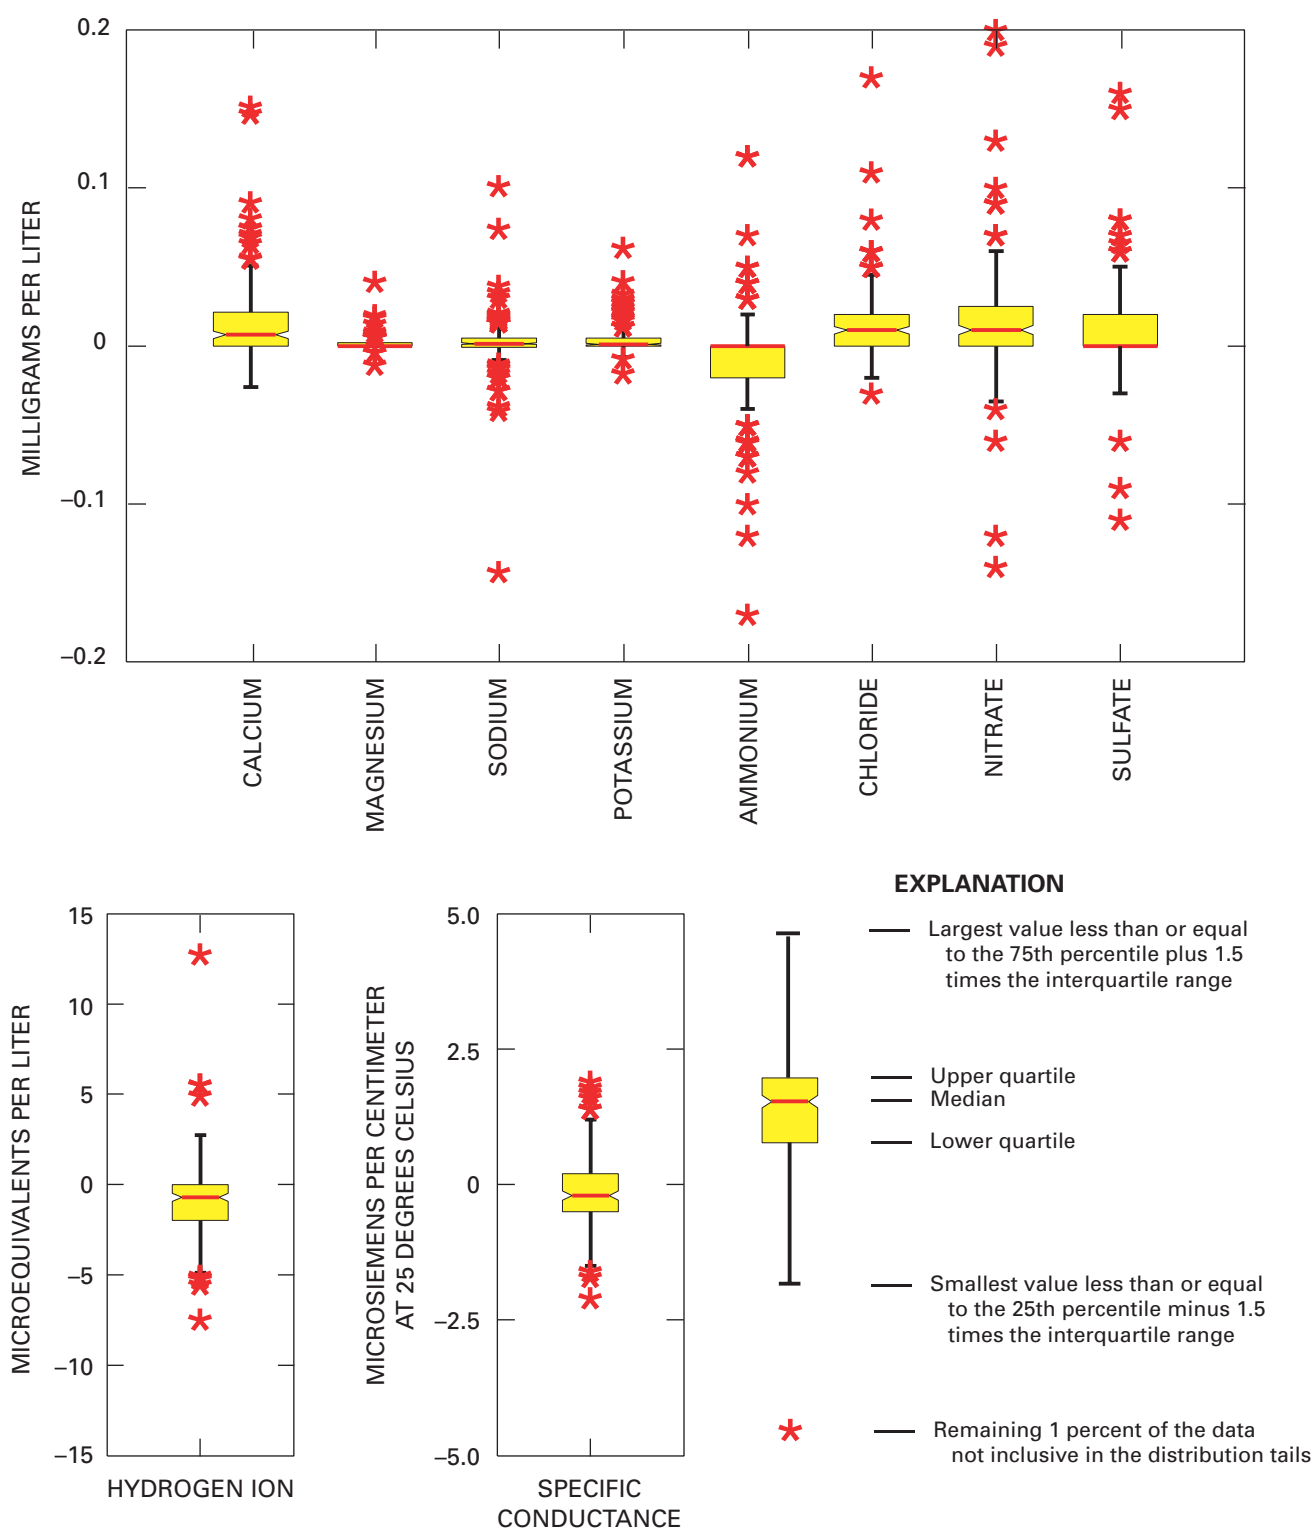 0.2
0.1
0
−0.1
−0.2
MILLIGRAMS PER LITER
CALCIUM
MAGNESIUM
SODIUM
POTASSIUM
AMMONIUM
CHLORIDE
NITRATE
SULFATE
15
10
5
0
−5
−10
−15
MICROEQUIVALENTS PER LITER
HYDROGEN ION
5.0
2.5
0
−2.5
−5.0
MICROSIEMENS PER CENTIMETER
AT 25 DEGREES CELSIUS
SPECIFIC
CONDUCTANCE
EXPLANATION
Largest value less than or equal
to the 75th percentile plus 1.5
times the interquartile range
Upper quartile
Median
Lower quartile
Smallest value less than or equal
to the 25th percentile minus 1.5
times the interquartile range
Remaining 1 percent of the data
not inclusive in the distribution tails